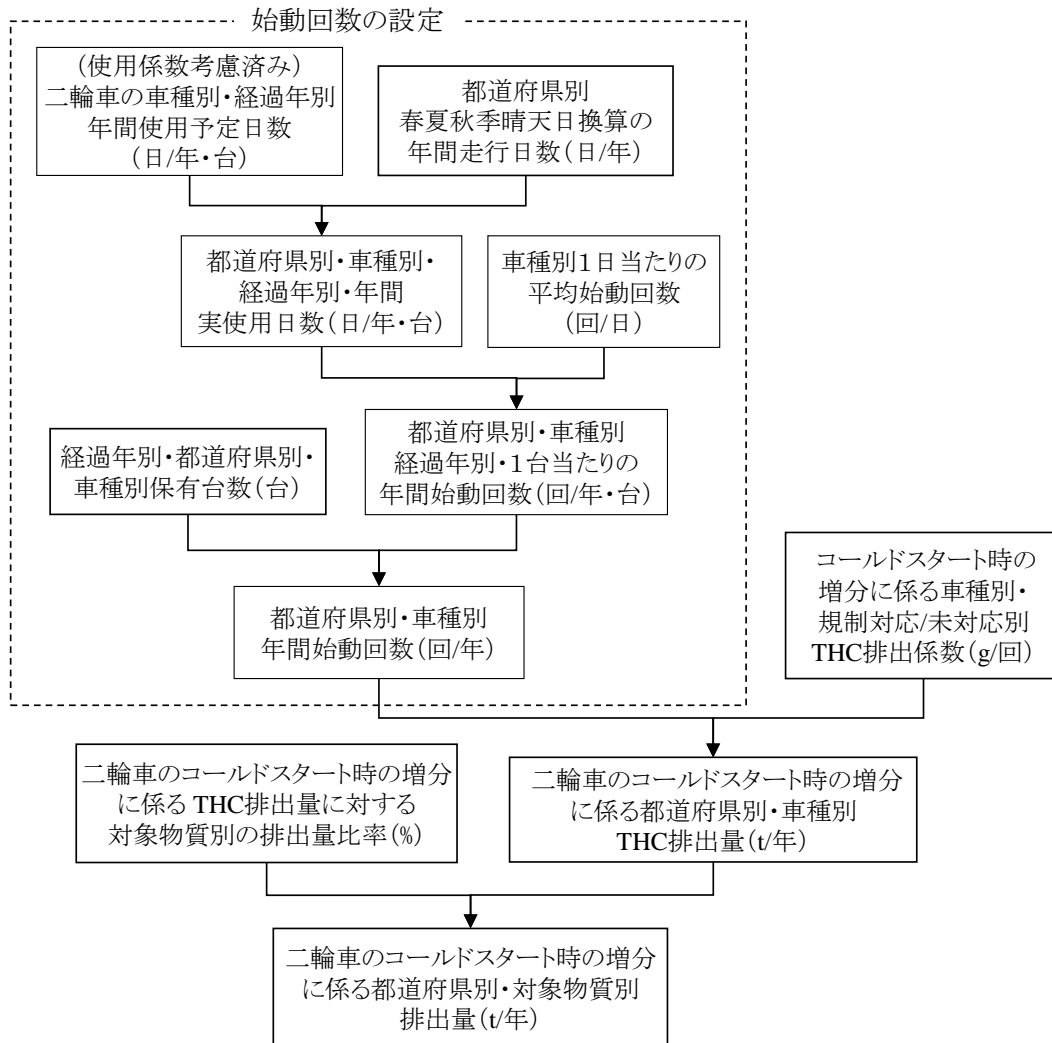 始動回数の設定
(使用係数考慮済み)
二輪車の車種別・経過年別
年間使用予定日数
(日/年・台)
都道府県別
春夏秋季晴天日換算の
年間走行日数(日/年)
都道府県別・車種別・
経過年別・年間
実使用日数(日/年・台)
車種別1日当たりの
平均始動回数
(回/日)
経過年別・都道府県別・
車種別保有台数(台)
都道府県別・車種別
経過年別・1台当たりの
年間始動回数(回/年・台)
都道府県別・車種別
年間始動回数(回/年)
コールドスタート時の
増分に係る車種別・
規制対応/未対応別
THC排出係数(g/回)
二輪車のコールドスタート時の増分
に係るTHC排出量に対する
対象物質別の排出量比率(%)
二輪車のコールドスタート時の増分
に係る都道府県別・車種別
THC排出量(t/年)
二輪車のコールドスタート時の増分
に係る都道府県別・対象物質別
排出量(t/年)